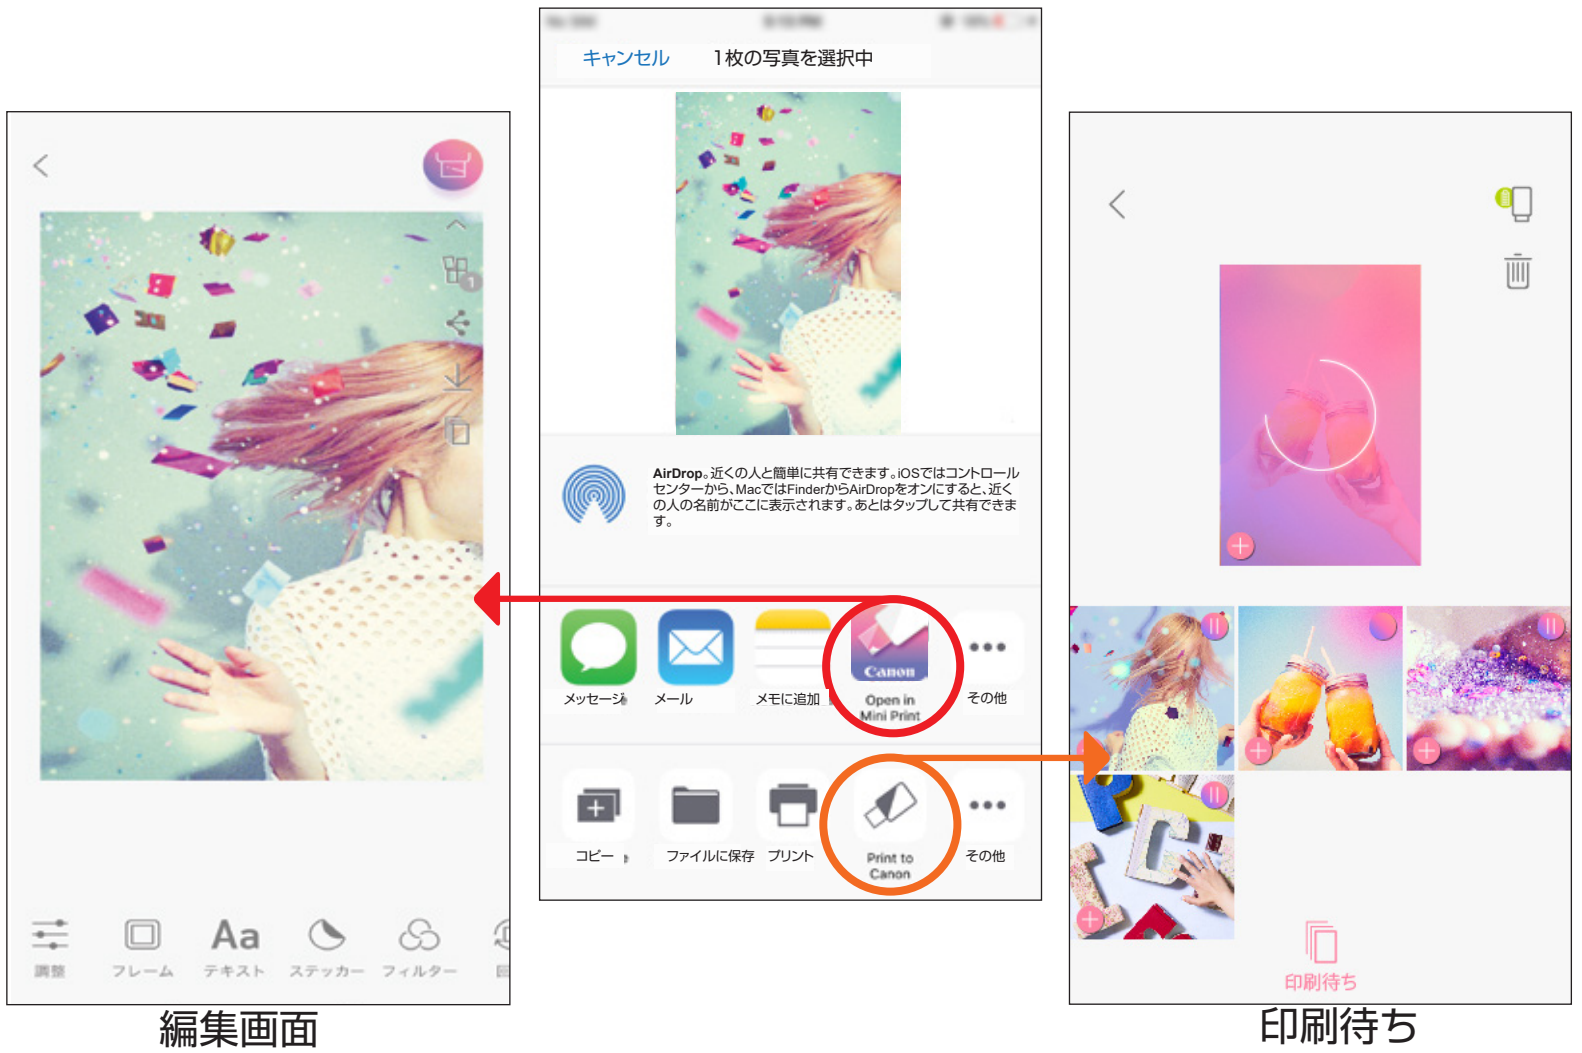 キャンセル
1枚の写真を選択中
AirDrop。近くの人と簡単に共有できます。iOSではコントロール
センターから、MacではFinderからAirDropをオンにすると、近く
の人の名前がここに表示されます。あとはタップして共有できま
す。
メッセージ
メール
メモに追加
Canon
Open in
Mini Print
その他
コピー
ファイルに保存
プリント
Print to
Canon
その他
1
調整
フレーム
Aa
テキスト
ステッカー
フィルター
編集画面
印刷待ち
印刷待ち